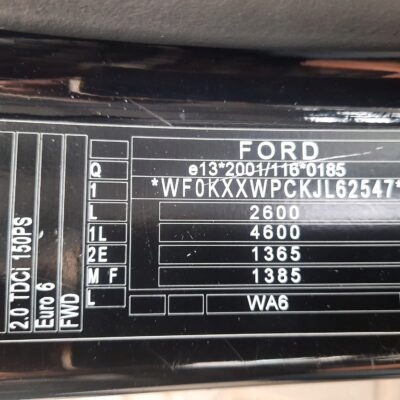 FORD
Q e13*2001/116*0185
1 *WF0KXXWPCKJL62547*
L 2600
1L 4600
2E 1365
M F 1385
L WA6
2.0 TDCi 150PS
Euro 6
FWD